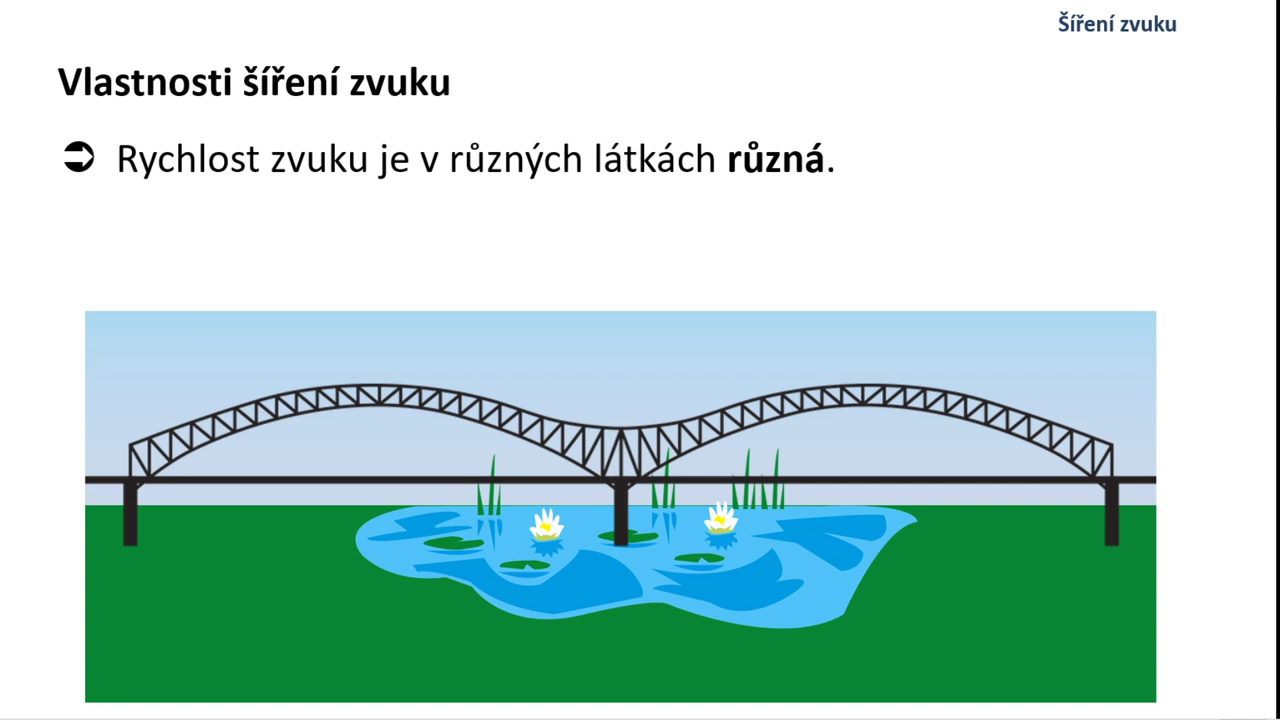 Šíření zvuku
Vlastnosti šíření zvuku
➲ Rychlost zvuku je v různých látkách různá.